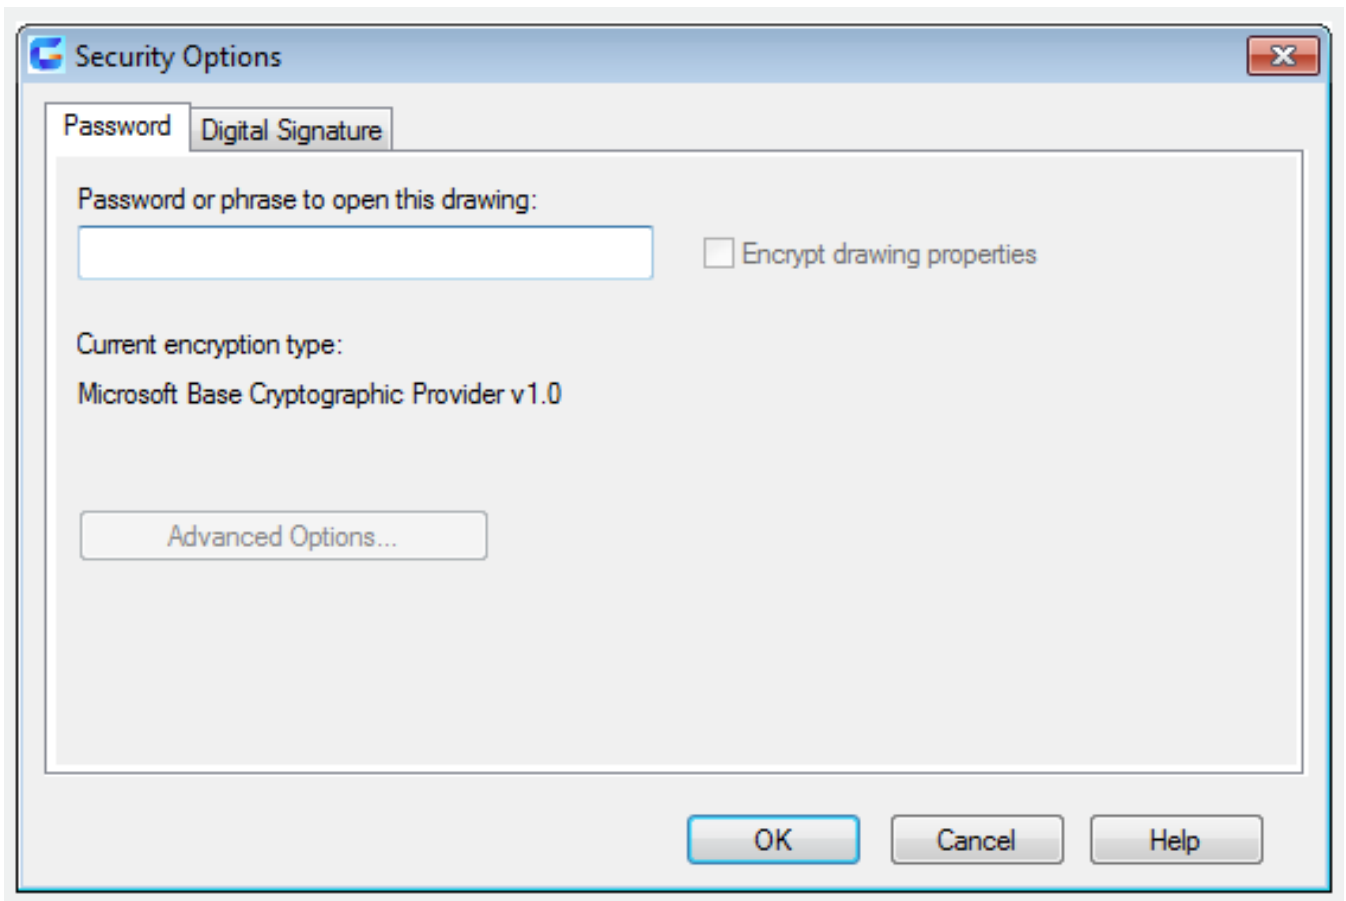 Security Options
Password
Digital Signature
Password or phrase to open this drawing:
Encrypt drawing properties
Current encryption type:
Microsoft Base Cryptographic Provider v1.0
Advanced Options...
OK
Cancel
Help